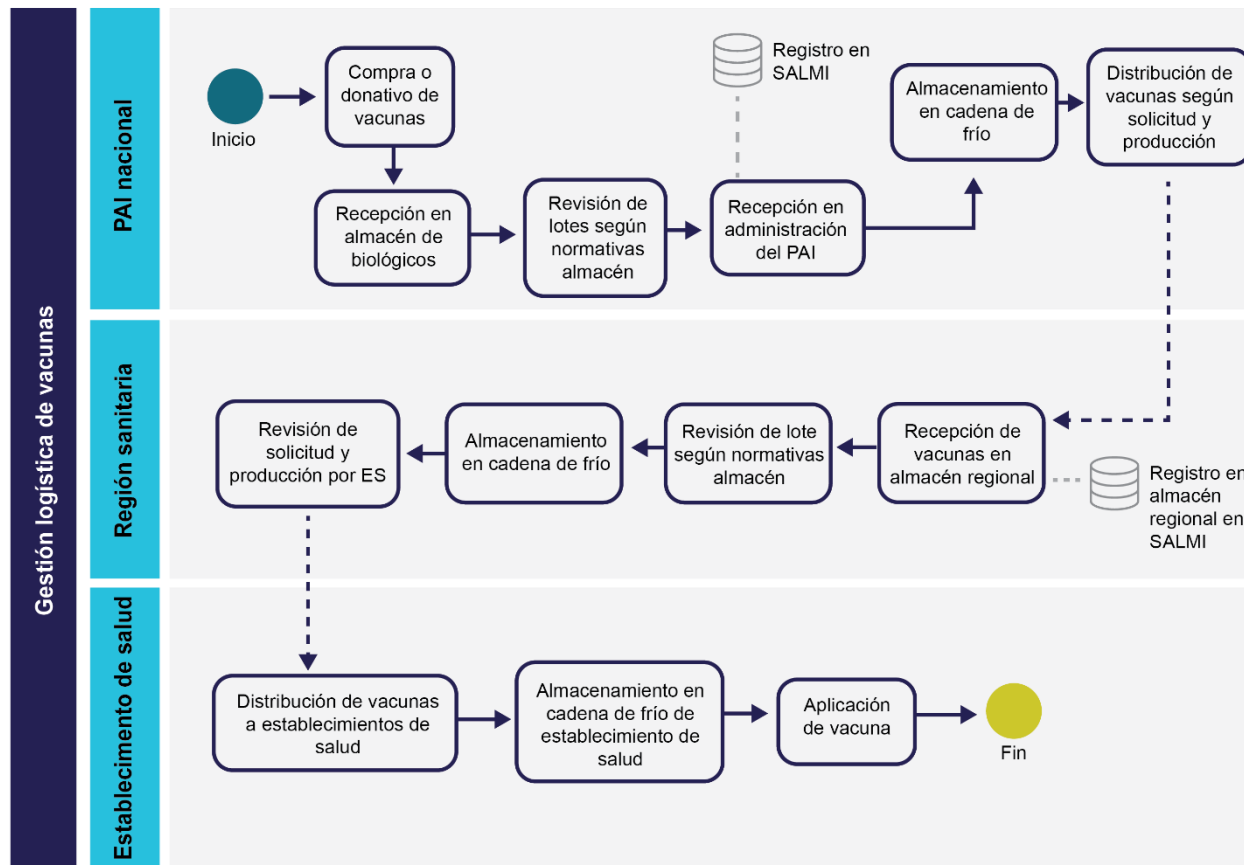 Gestión logística de vacunas
PAI nacional
Inicio
Compra o
donativo de
vacunas
Recepción en
almacén de
biológicos
Revisión de
lotes según
normativas
almacén
Registro en
SALMI
Recepción en
administración
del PAI
Almacenamiento
en cadena de
frío
Distribución de
vacunas según
solicitud y
producción
Región sanitaria
Revisión de
solicitud y
producción por ES
Almacenamiento
en cadena de frío
Revisión de lote
según normativas
almacén
Recepción de
vacunas en
almacén regional
Registro en
almacén
regional en
SALMI
Establecimento de salud
Distribución de vacunas
a establecimientos de
salud
Almacenamiento en
cadena de frío de
establecimiento de
salud
Aplicación
de vacuna
Fin